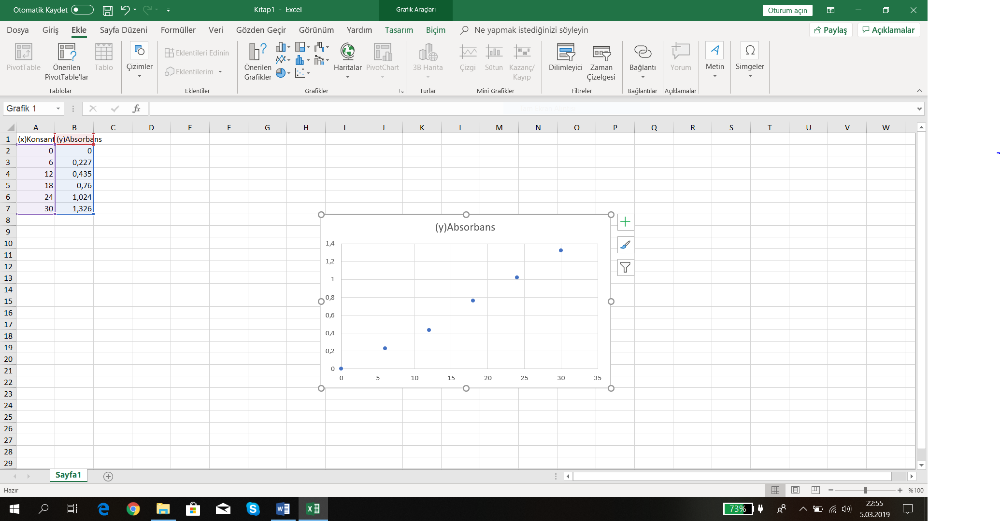 Otomatik Kaydet
Kitap1 - Excel
Grafik Araçları
Oturum açın
Dosya Giriş Ekle Sayfa Düzeni Formüller Veri Gözden Geçir Görünüm Yardım Tasarım Biçim Ne yapmak istediğinizi söyleyin Paylaş Açıklamalar
PivotTable
Önerilen
PivotTable'lar
Tablo
Tablolar
Çizimler
Eklentileri Edinin
Eklentilerim
Eklentiler
Önerilen
Grafikler
Haritalar
PivotChart
Grafikler
3B Harita
Turlar
Çizgi
Sütun
Kazanç/
Kayıp
Mini Grafikler
Dilimleyici
Zaman
Çizelgesi
Filtreler
Bağlantı
Bağlantılar
Yorum
Açıklamalar
Metin
Simgeler
Grafik 1
fx
A B C D E F G H I J K L M N O P Q R S T U V W
1 (x)Konsant (y)Absorbans
2 0 0
3 6 0,227
4 12 0,435
5 18 0,76
6 24 1,024
7 30 1,326
8
9
10
11
12
13
14
15
16
17
18
19
20
21
22
23
24
25
26
27
28
29
(y)Absorbans
1,4
1,2
1
0,8
0,6
0,4
0,2
0
0 5 10 15 20 25 30 35
Sayfa1
Hazır
%100
73%
22:55
5.03.2019